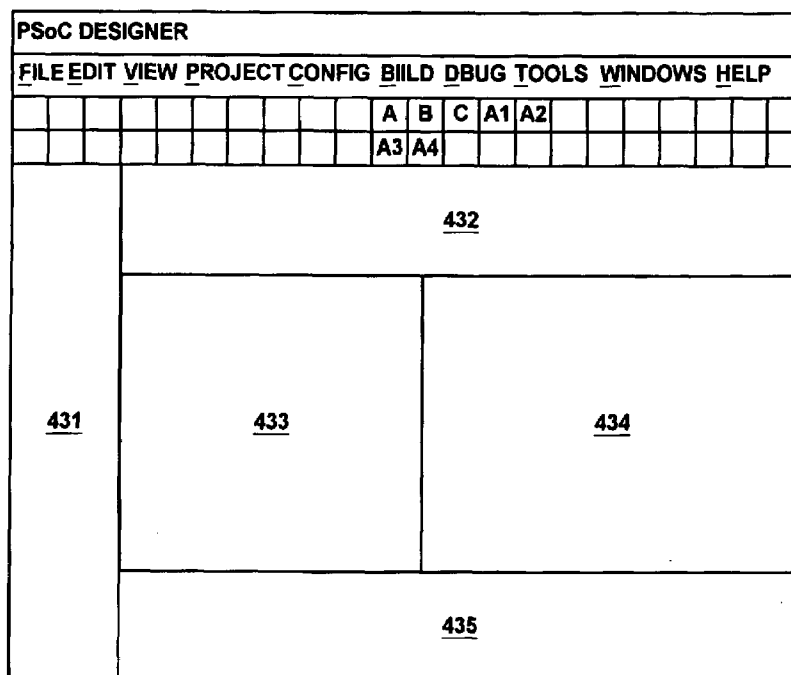 PSoC DESIGNER
FILE EDIT VIEW PROJECT CONFIG BIILD DBUG TOOLS WINDOWS HELP
A B C A1 A2
A3 A4
432
431 433 434
435